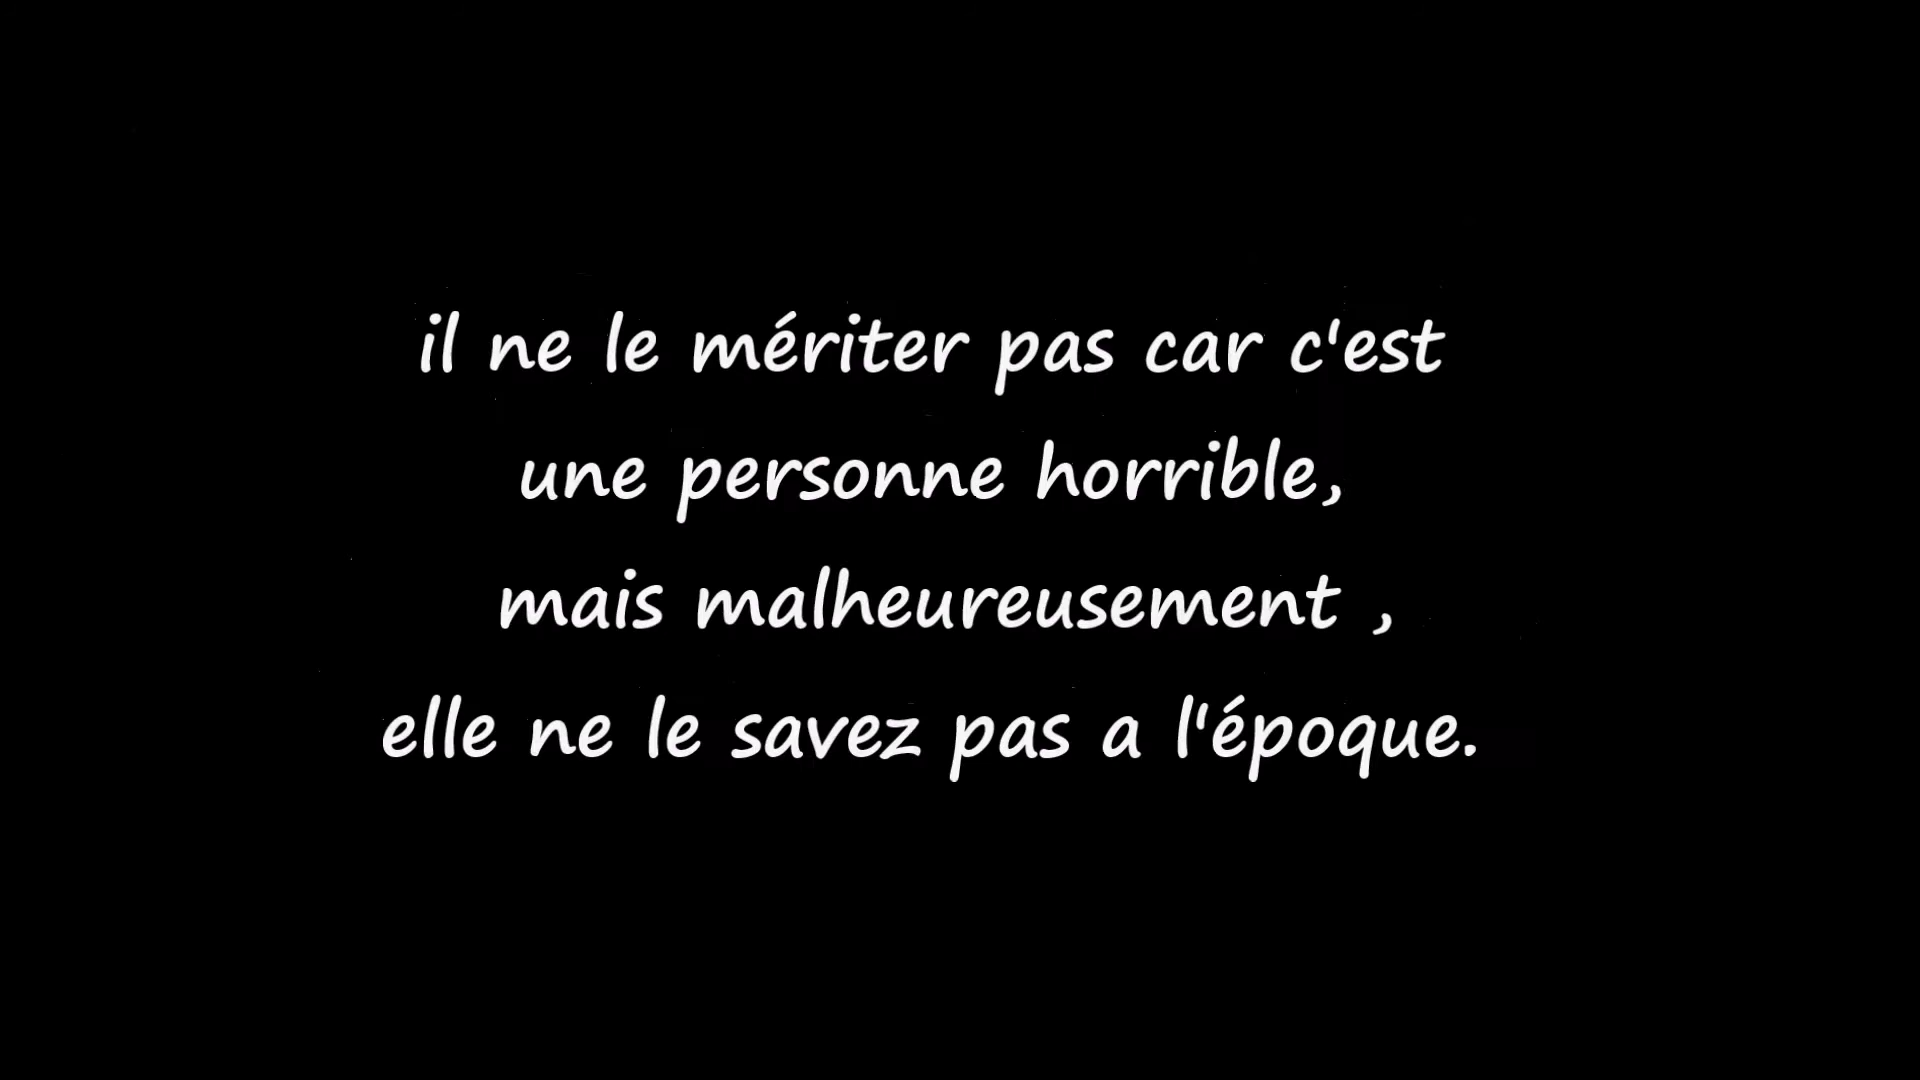 il ne le mériter pas car c'est
une personne horrible,
mais malheureusement ,
elle ne le savez pas a l'époque.